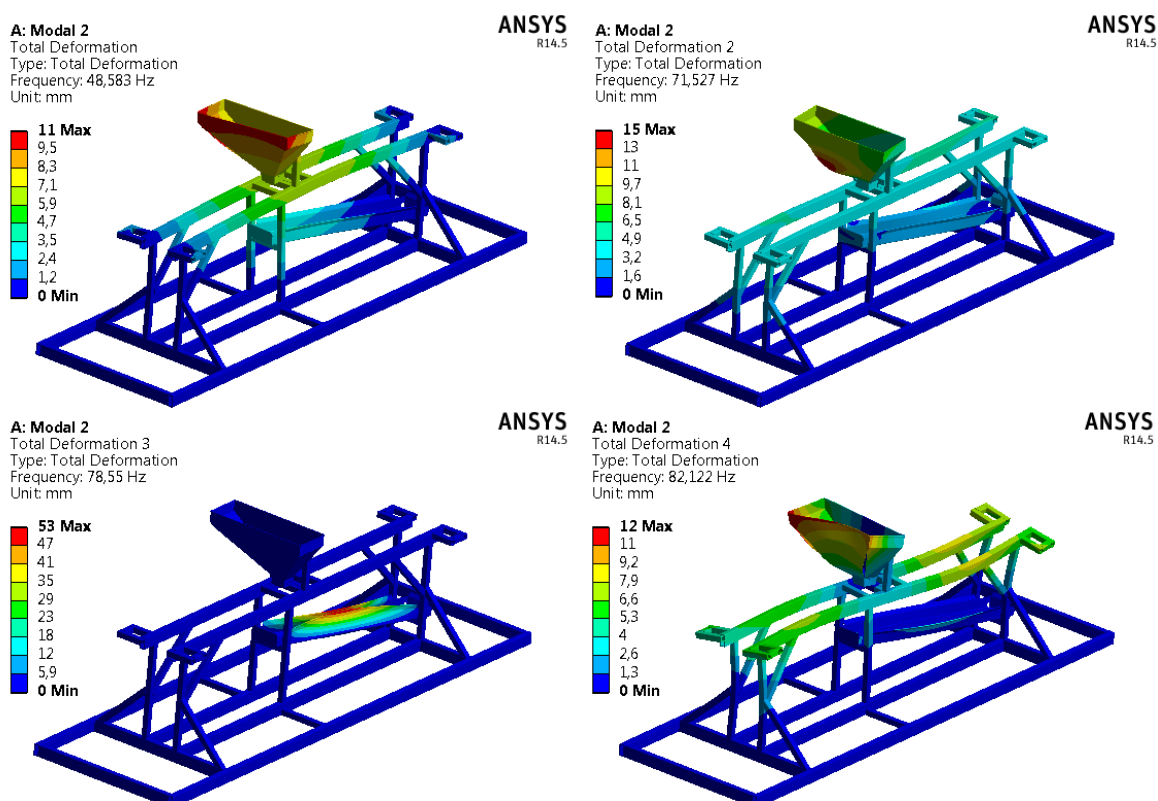 A: Modal 2
Total Deformation
Type: Total Deformation
Frequency: 48,583 Hz
Unit: mm
ANSYS
R14.5
11 Max
9,5
8,3
7,1
5,9
4,7
3,5
2,4
1,2
0 Min
A: Modal 2
Total Deformation 2
Type: Total Deformation
Frequency: 71,527 Hz
Unit: mm
ANSYS
R14.5
15 Max
13
11
9,7
8,1
6,5
4,9
3,2
1,6
0 Min
A: Modal 2
Total Deformation 3
Type: Total Deformation
Frequency: 78,55 Hz
Unit: mm
ANSYS
R14.5
53 Max
47
41
35
29
23
18
12
5,9
0 Min
A: Modal 2
Total Deformation 4
Type: Total Deformation
Frequency: 82,122 Hz
Unit: mm
ANSYS
R14.5
12 Max
11
9,2
7,9
6,6
5,3
4
2,6
1,3
0 Min